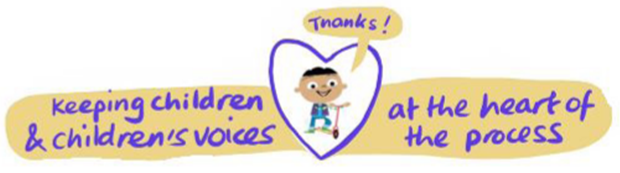 Thanks!
keeping children
& children's voices
at the heart of
the process